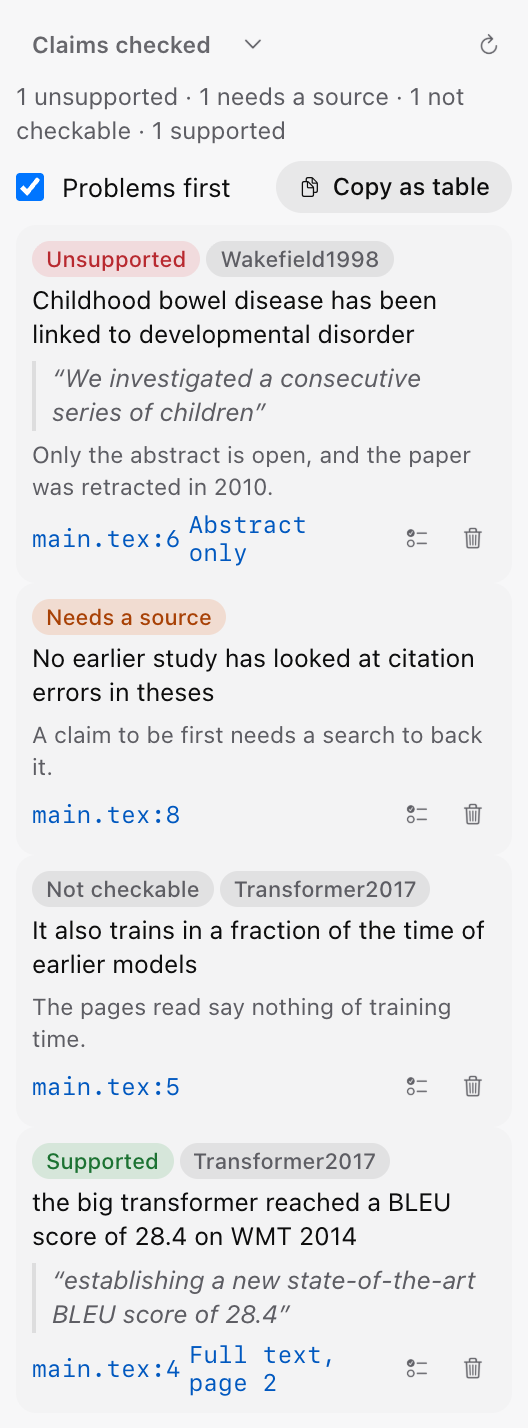 Claims checked
1 unsupported · 1 needs a source · 1 not
checkable · 1 supported
Problems first
Copy as table
Unsupported Wakefield1998
Childhood bowel disease has been
linked to developmental disorder
“We investigated a consecutive
series of children”
Only the abstract is open, and the paper
was retracted in 2010.
main.tex:6 Abstract
only
Needs a source
No earlier study has looked at citation
errors in theses
A claim to be first needs a search to back
it.
main.tex:8
Not checkable Transformer2017
It also trains in a fraction of the time of
earlier models
The pages read say nothing of training
time.
main.tex:5
Supported Transformer2017
the big transformer reached a BLEU
score of 28.4 on WMT 2014
“establishing a new state-of-the-art
BLEU score of 28.4”
main.tex:4 Full text,
page 2